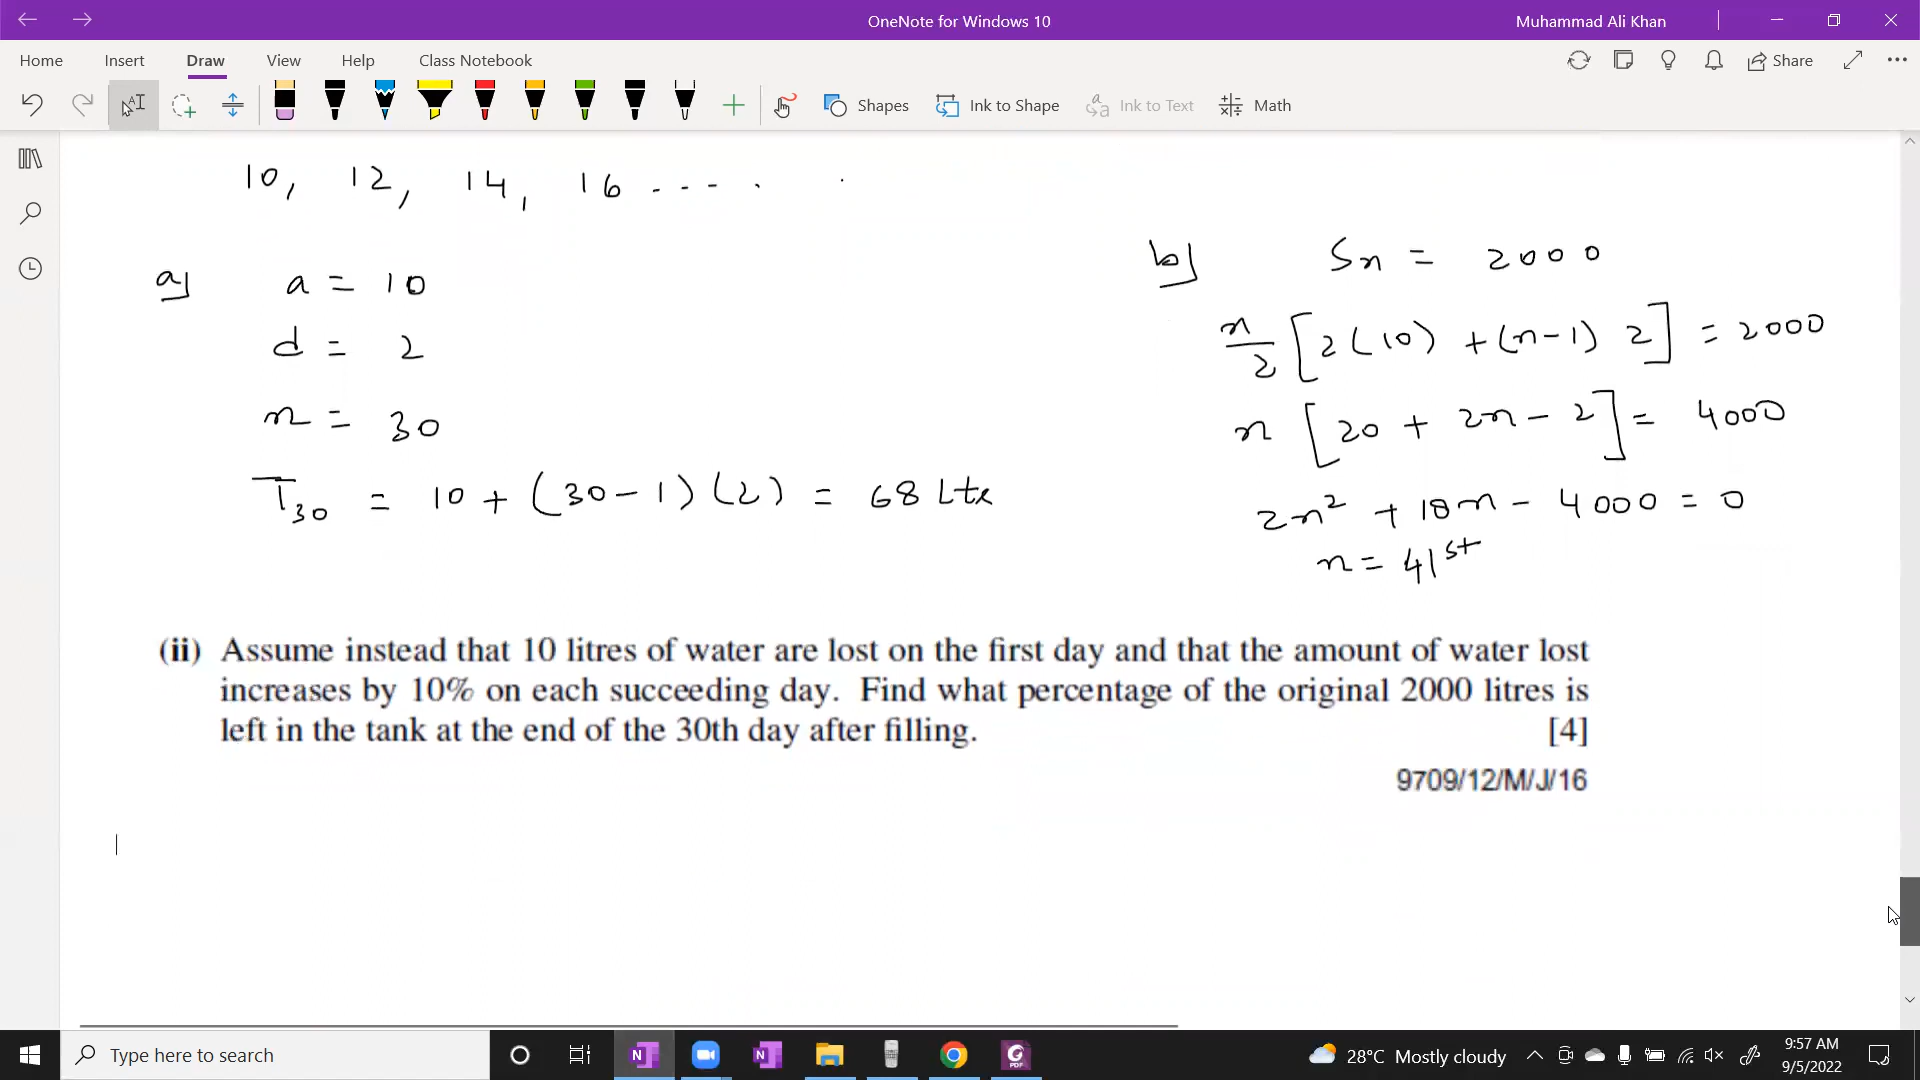 OneNote for Windows 10
Muhammad Ali Khan
Home Insert Draw View Help Class Notebook
Share
Shapes Ink to Shape Ink to Text Math
10, 12, 14, 16 ---- .
a) a = 10
d = 2
n = 30
T30 = 10 + (30 - 1) (2) = 68 Ltr
b) Sn = 2000
n/2 [2(10) + (n-1) 2] = 2000
n [20 + 2n - 2] = 4000
2n² + 18n - 4000 = 0
n = 41st
(ii) Assume instead that 10 litres of water are lost on the first day and that the amount of water lost
increases by 10% on each succeeding day. Find what percentage of the original 2000 litres is
left in the tank at the end of the 30th day after filling. [4]
9709/12/M/J/16
Type here to search
28°C Mostly cloudy
9:57 AM
9/5/2022